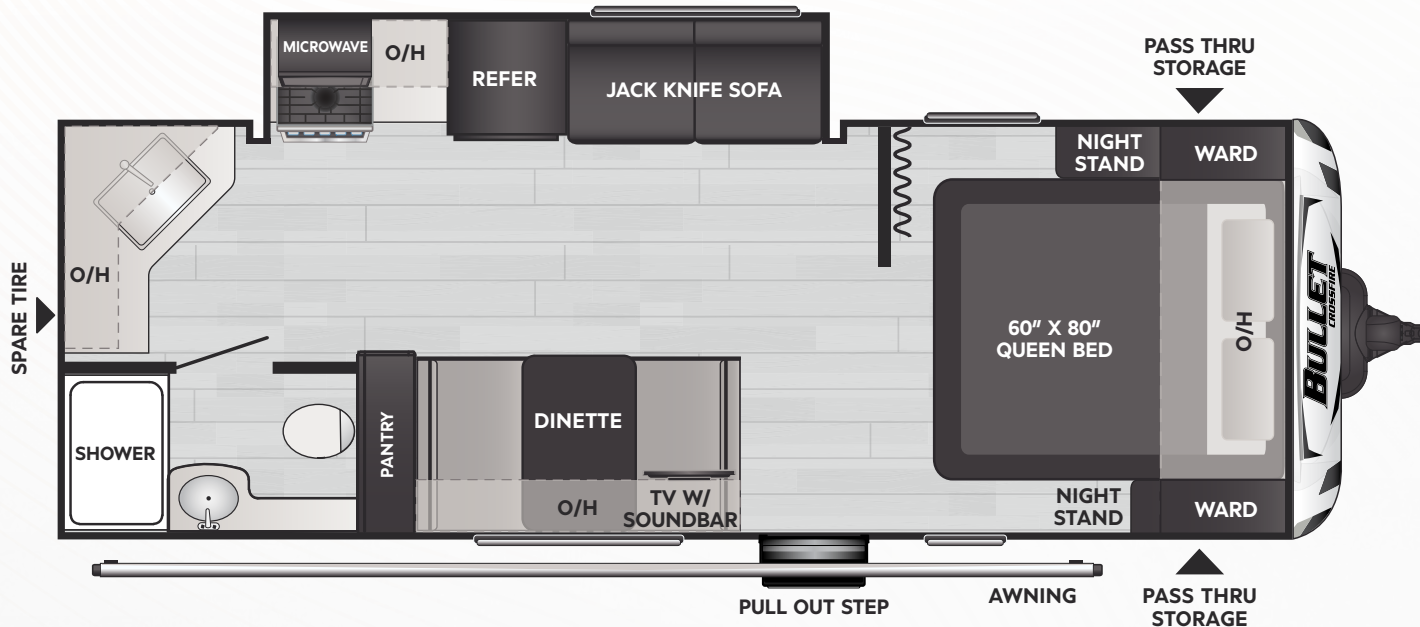 MICROWAVE
O/H
REFER
JACK KNIFE SOFA
PASS THRU
STORAGE
NIGHT
STAND
WARD
O/H
SPARE TIRE
60" X 80"
QUEEN BED
O/H
BULLET
CROSSFIRE
SHOWER
PANTRY
DINETTE
O/H
TV W/
SOUNDBAR
NIGHT
STAND
WARD
PULL OUT STEP
AWNING
PASS THRU
STORAGE